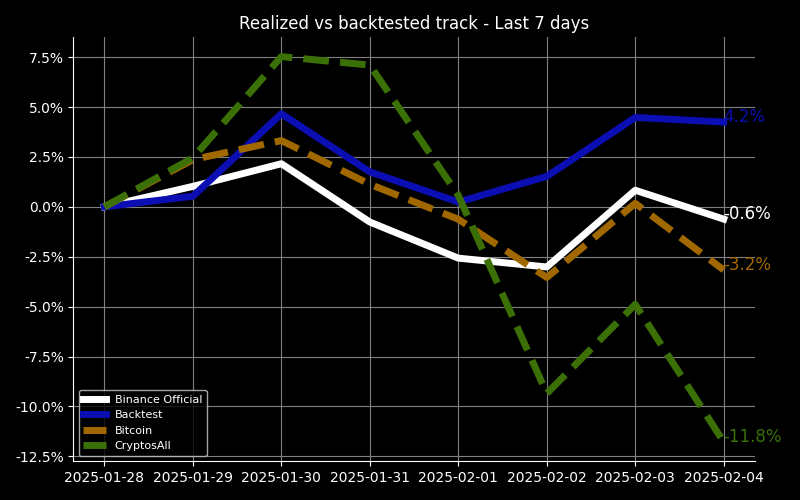 Realized vs backtested track - Last 7 days
7.5%
5.0%
2.5%
0.0%
-2.5%
-5.0%
-7.5%
-10.0%
-12.5%
4.2%
-0.6%
-3.2%
-11.8%
Binance Official
Backtest
Bitcoin
CryptosAll
2025-01-28 2025-01-29 2025-01-30 2025-01-31 2025-02-01 2025-02-02 2025-02-03 2025-02-04